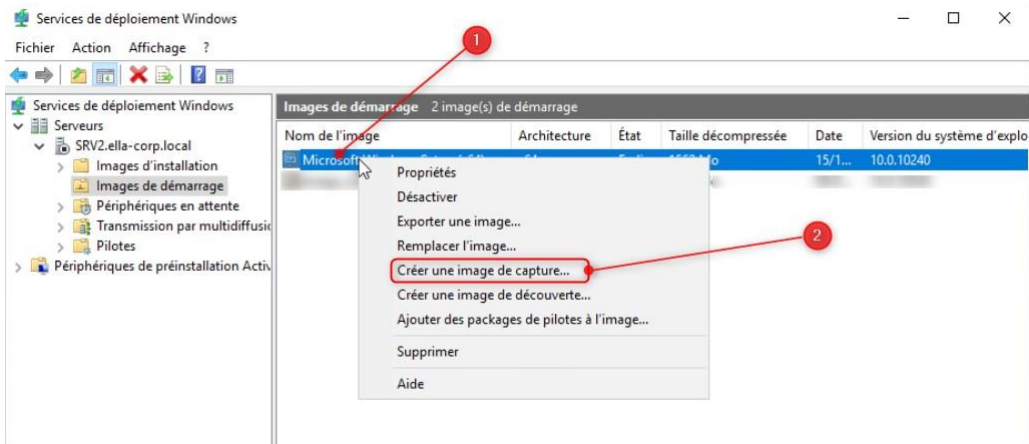 Services de déploiement Windows
Fichier Action Affichage ?
1
Services de déploiement Windows
Serveurs
SRV2.ella-corp.local
Images d'installation
Images de démarrage
Périphériques en attente
Transmission par multidiffusio
Pilotes
Périphériques de préinstallation Activ
Images de démarrage 2 image(s) de démarrage
Nom de l'image Architecture État Taille décompressée Date Version du système d'explo
Microsoft 15/1... 10.0.10240
Propriétés
Désactiver
Exporter une image...
Remplacer l'image...
2
Créer une image de capture...
Créer une image de découverte...
Ajouter des packages de pilotes à l'image...
Supprimer
Aide